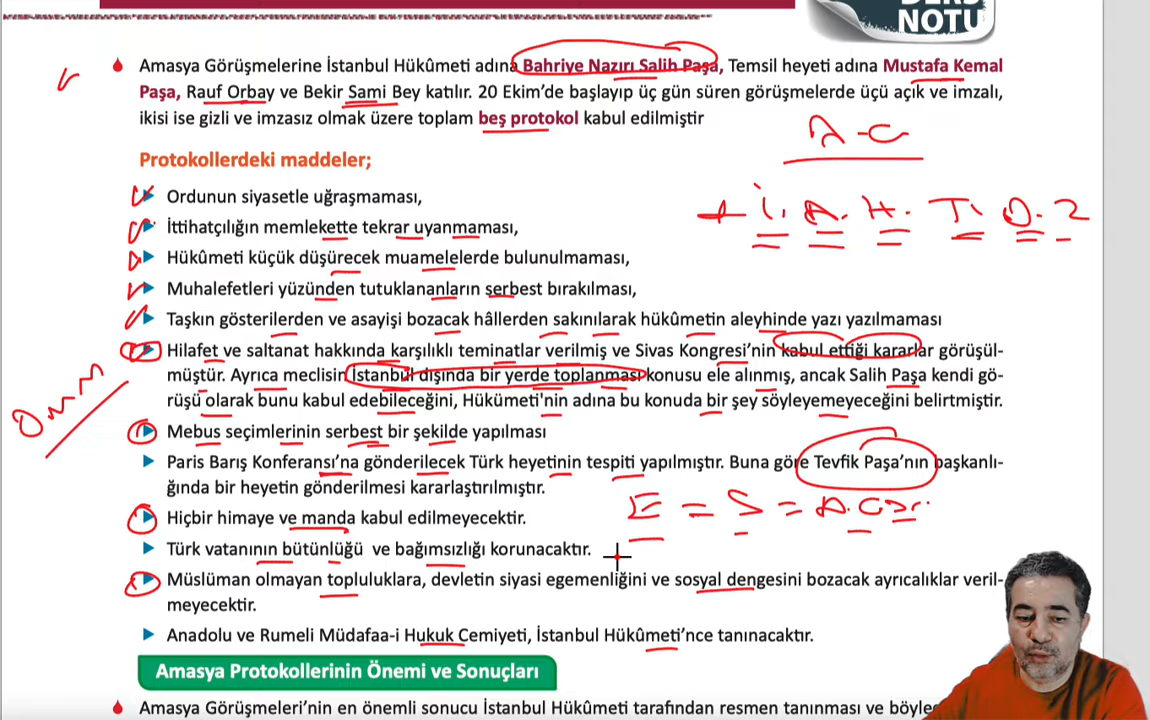 DERS
NOTU
Amasya Görüşmelerine İstanbul Hükûmeti adına Bahriye Nazırı Salih Paşa, Temsil heyeti adına Mustafa Kemal
Paşa, Rauf Orbay ve Bekir Sami Bey katılır. 20 Ekim’de başlayıp üç gün süren görüşmelerde üçü açık ve imzalı,
ikisi ise gizli ve imzasız olmak üzere toplam beş protokol kabul edilmiştir
A-G
Protokollerdeki maddeler;
Ordunun siyasetle uğraşmaması,
+ İ. A. H. T. O. 2
İttihatçılığın memlekette tekrar uyanmaması,
Hükûmeti küçük düşürecek muamelelerde bulunulmaması,
Muhalefetleri yüzünden tutuklananların serbest bırakılması,
Taşkın gösterilerden ve asayişi bozacak hâllerden sakınılarak hükûmetin aleyhinde yazı yazılmaması
Hilafet ve saltanat hakkında karşılıklı teminatlar verilmiş ve Sivas Kongresi’nin kabul ettiği kararlar görüşül-
müştür. Ayrıca meclisin İstanbul dışında bir yerde toplanması konusu ele alınmış, ancak Salih Paşa kendi gö-
rüşü olarak bunu kabul edebileceğini, Hükümeti'nin adına bu konuda bir şey söyleyemeyeceğini belirtmiştir.
OMM
Mebus seçimlerinin serbest bir şekilde yapılması
Paris Barış Konferansı’na gönderilecek Türk heyetinin tespiti yapılmıştır. Buna göre Tevfik Paşa’nın başkanlı-
ğında bir heyetin gönderilmesi kararlaştırılmıştır.
E = S = A.G
Hiçbir himaye ve manda kabul edilmeyecektir.
Türk vatanının bütünlüğü ve bağımsızlığı korunacaktır.
Müslüman olmayan topluluklara, devletin siyasi egemenliğini ve sosyal dengesini bozacak ayrıcalıklar veril-
meyecektir.
Anadolu ve Rumeli Müdafaa-i Hukuk Cemiyeti, İstanbul Hükûmeti’nce tanınacaktır.
Amasya Protokollerinin Önemi ve Sonuçları
Amasya Görüşmeleri’nin en önemli sonucu İstanbul Hükûmeti tarafından resmen tanınması ve böylece